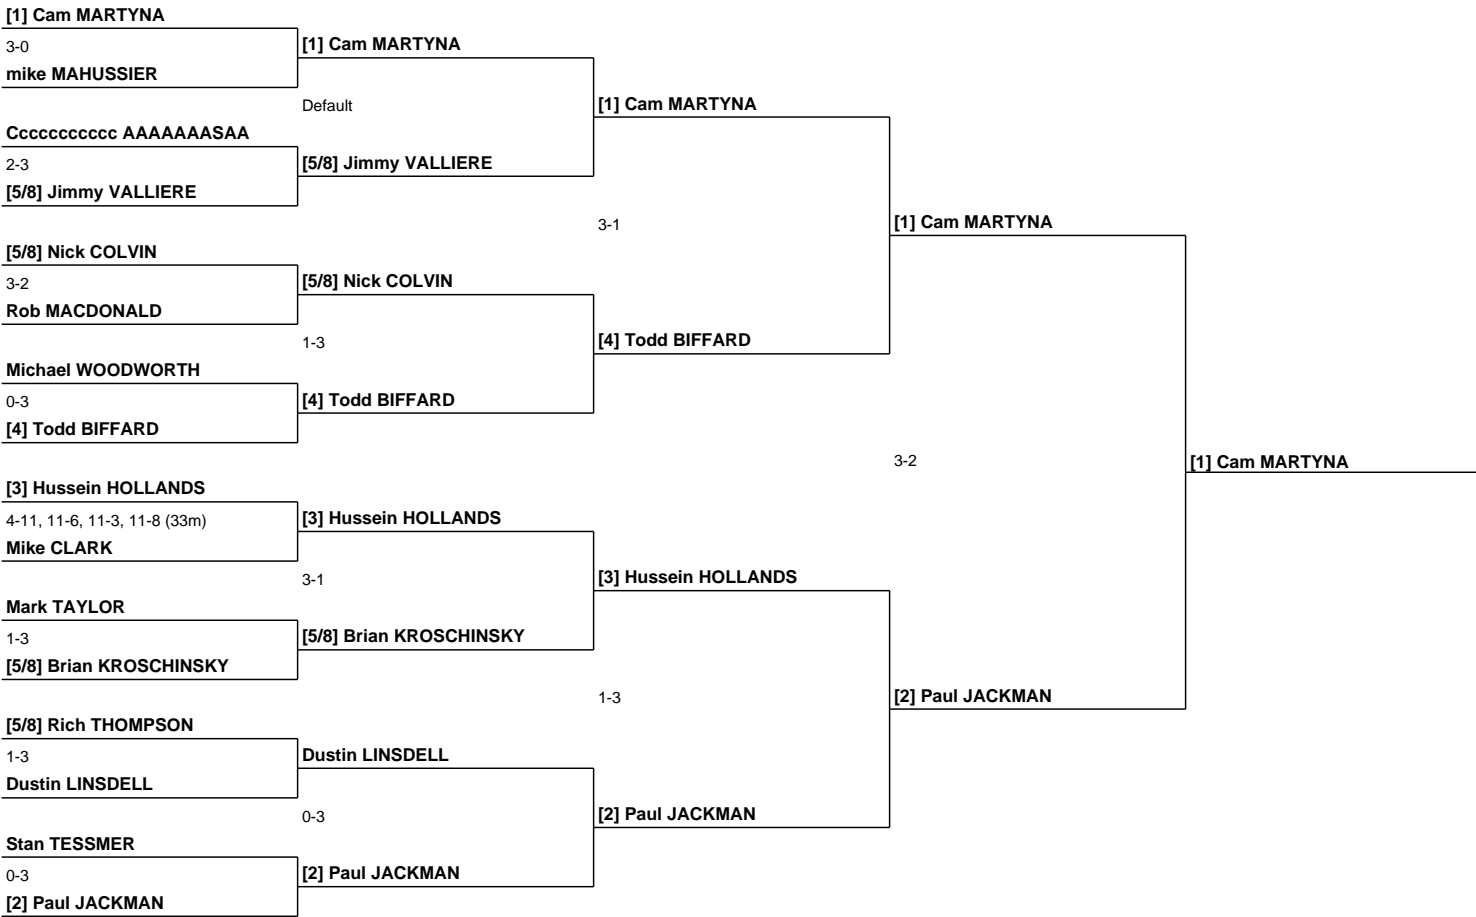 [1] Cam MARTYNA
3-0
mike MAHUSSIER
Cccccccccccc AAAAAAASAA
2-3
[5/8] Jimmy VALLIERE
[5/8] Nick COLVIN
3-2
Rob MACDONALD
Michael WOODWORTH
0-3
[4] Todd BIFFARD
[3] Hussein HOLLANDS
4-11, 11-6, 11-3, 11-8 (33m)
Mike CLARK
Mark TAYLOR
1-3
[5/8] Brian KROSCHINSKY
[5/8] Rich THOMPSON
1-3
Dustin LINSDELL
Stan TESSMER
0-3
[2] Paul JACKMAN
[1] Cam MARTYNA
Default
[5/8] Jimmy VALLIERE
[5/8] Nick COLVIN
1-3
[4] Todd BIFFARD
[3] Hussein HOLLANDS
3-1
[5/8] Brian KROSCHINSKY
Dustin LINSDELL
0-3
[2] Paul JACKMAN
[1] Cam MARTYNA
3-1
[4] Todd BIFFARD
[3] Hussein HOLLANDS
1-3
[2] Paul JACKMAN
[1] Cam MARTYNA
3-2
[2] Paul JACKMAN
[1] Cam MARTYNA